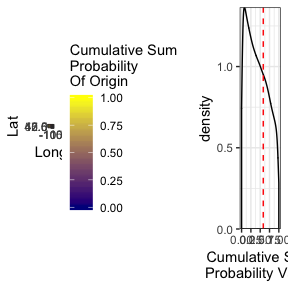 Cumulative Sum
Probability
Of Origin
1.00
0.75
0.50
0.25
0.00
Lat
Long
density
1.0
0.5
0.0
Cumulative S
Probability V